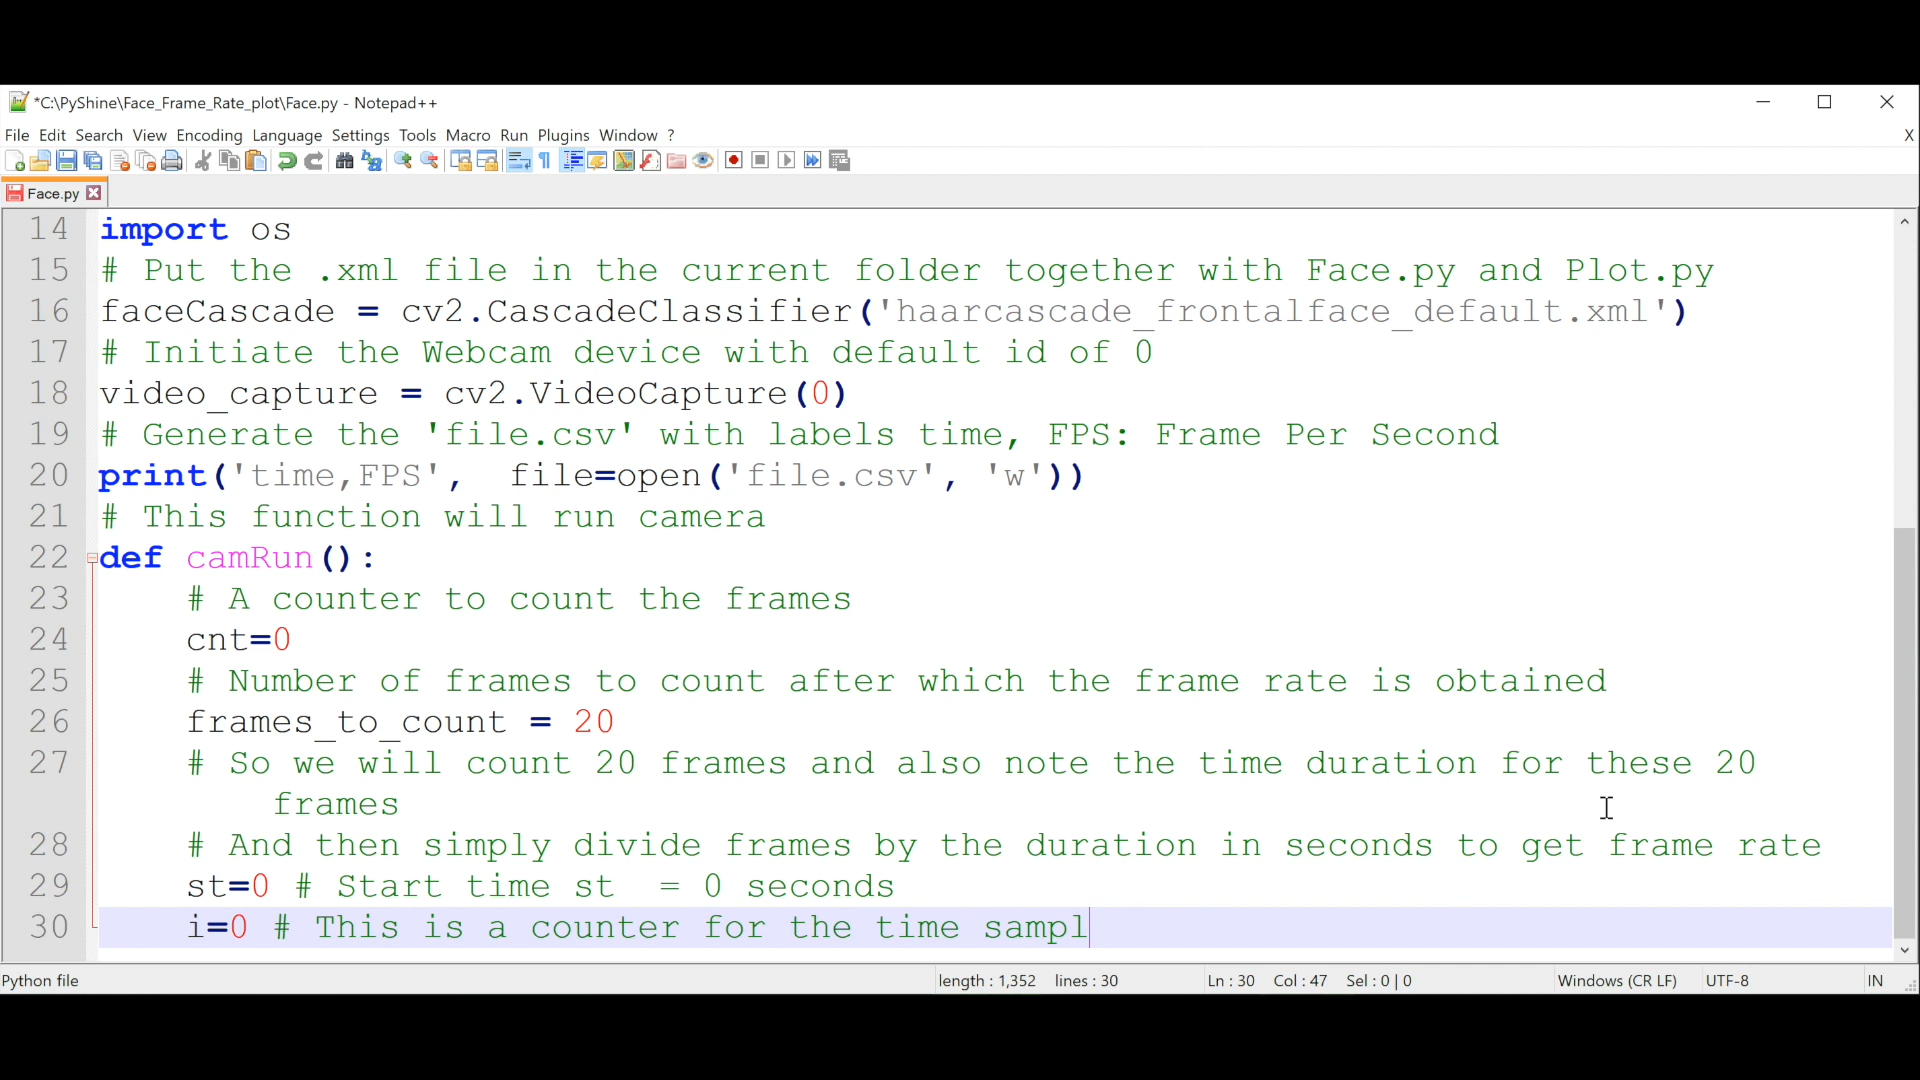 *C:\PyShine\Face_Frame_Rate_plot\Face.py - Notepad++
File Edit Search View Encoding Language Settings Tools Macro Run Plugins Window ? X
Face.py
14 import os
15 # Put the .xml file in the current folder together with Face.py and Plot.py
16 faceCascade = cv2.CascadeClassifier('haarcascade_frontalface_default.xml')
17 # Initiate the Webcam device with default id of 0
18 video_capture = cv2.VideoCapture(0)
19 # Generate the 'file.csv' with labels time, FPS: Frame Per Second
20 print('time,FPS',  file=open('file.csv', 'w'))
21 # This function will run camera
22 def camRun():
23     # A counter to count the frames
24     cnt=0
25     # Number of frames to count after which the frame rate is obtained
26     frames_to_count = 20
27     # So we will count 20 frames and also note the time duration for these 20
frames
28     # And then simply divide frames by the duration in seconds to get frame rate
29     st=0 # Start time st  = 0 seconds
30     i=0 # This is a counter for the time sampl
Python file length : 1,352 lines : 30 Ln : 30 Col : 47 Sel : 0 | 0 Windows (CR LF) UTF-8 IN